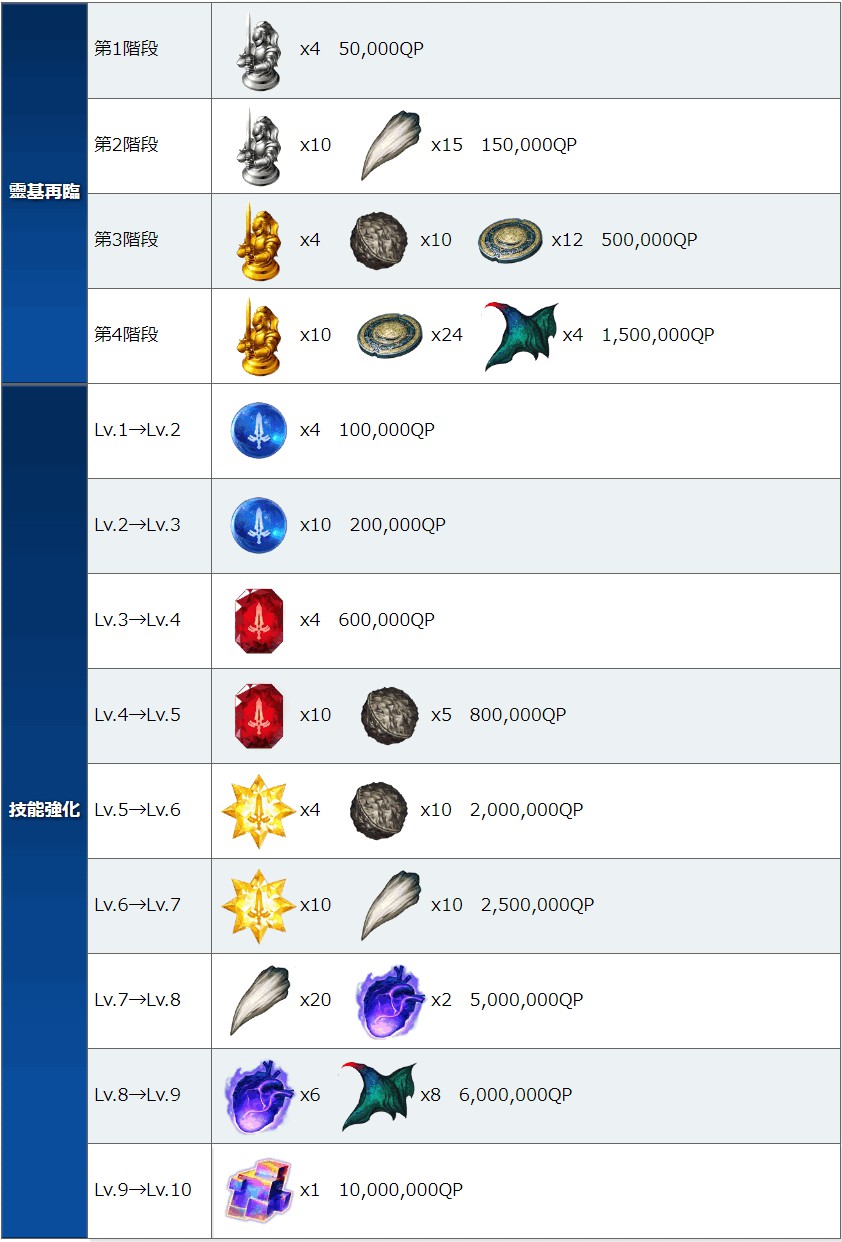 靈基再臨
第1階段 x4 50,000QP
第2階段 x10 x15 150,000QP
第3階段 x4 x10 x12 500,000QP
第4階段 x10 x24 x4 1,500,000QP
技能強化
Lv.1→Lv.2 x4 100,000QP
Lv.2→Lv.3 x10 200,000QP
Lv.3→Lv.4 x4 600,000QP
Lv.4→Lv.5 x10 x5 800,000QP
Lv.5→Lv.6 x4 x10 2,000,000QP
Lv.6→Lv.7 x10 x10 2,500,000QP
Lv.7→Lv.8 x20 x2 5,000,000QP
Lv.8→Lv.9 x6 x8 6,000,000QP
Lv.9→Lv.10 x1 10,000,000QP